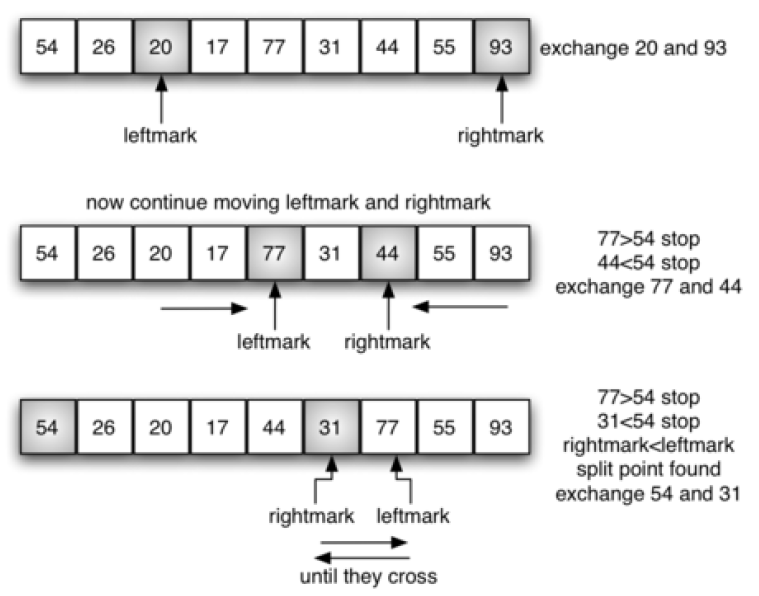 54 26 20 17 77 31 44 55 93 exchange 20 and 93
leftmark rightmark
now continue moving leftmark and rightmark
54 26 20 17 77 31 44 55 93
77>54 stop
44<54 stop
exchange 77 and 44
leftmark rightmark
54 26 20 17 44 31 77 55 93
77>54 stop
31<54 stop
rightmark<leftmark
split point found
exchange 54 and 31
rightmark leftmark
until they cross